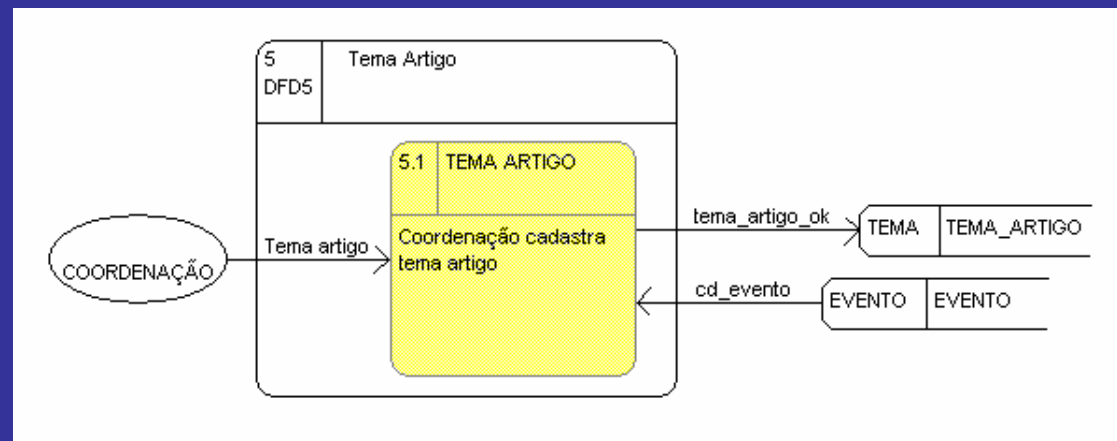 5
DFD5
Tema Artigo
5.1
TEMA ARTIGO
COORDENAÇÃO
Tema artigo
Coordenação cadastra
tema artigo
tema_artigo_ok
TEMA
TEMA_ARTIGO
cd_evento
EVENTO
EVENTO